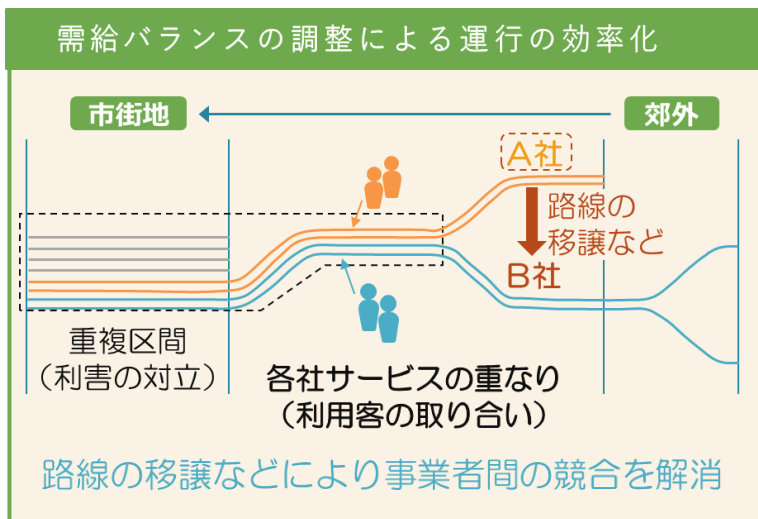 需給バランスの調整による運行の効率化
市街地
郊外
A社
路線の
移譲など
B社
重複区間
（利害の対立）
各社サービスの重なり
（利用客の取り合い）
路線の移譲などにより事業者間の競合を解消